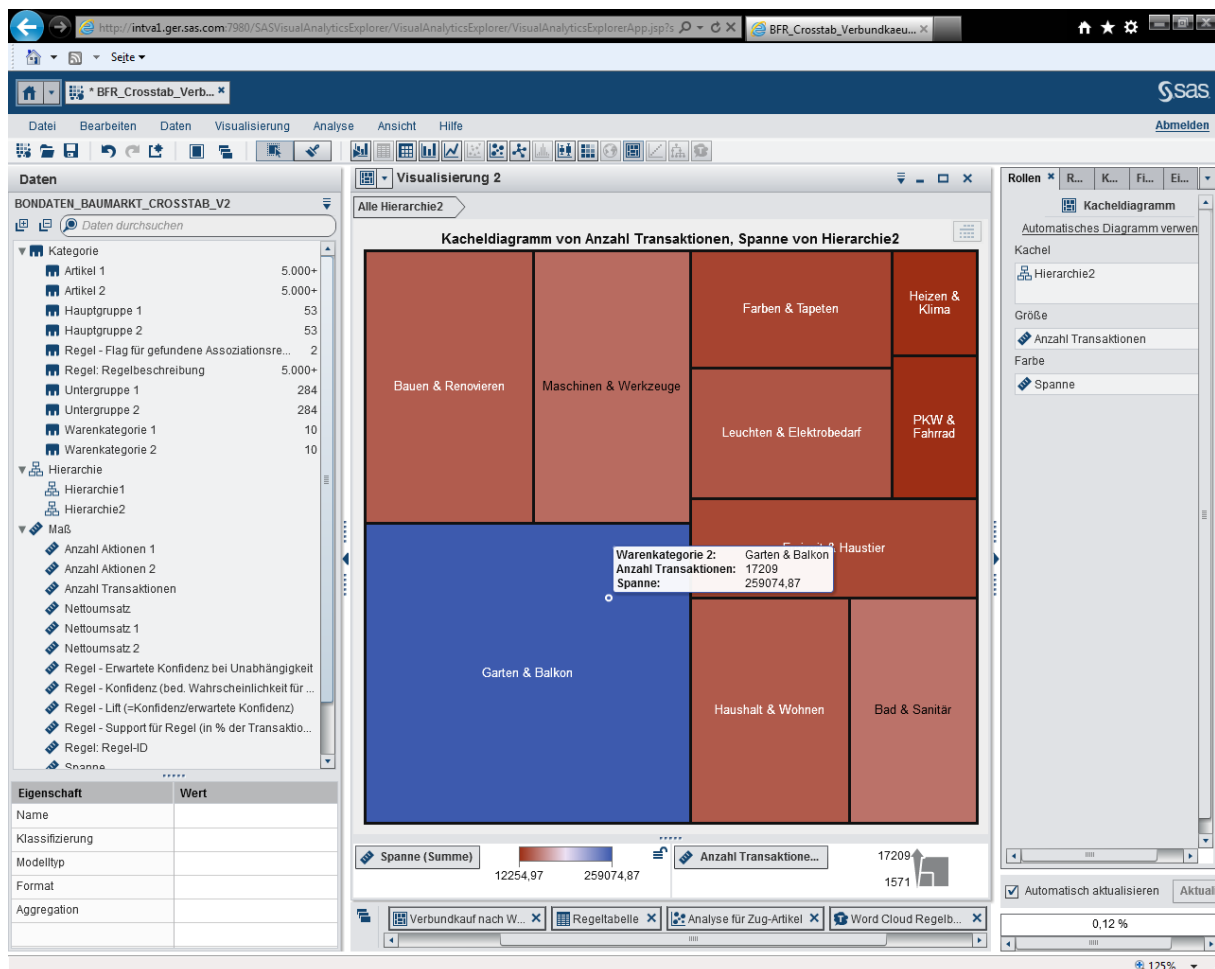 http://intva1.ger.sas.com:7980/SASVisualAnalyticsExplorer/VisualAnalyticsExplorerApp.jsp?s
BFR_Crosstab_Verbundkaeu...
Seite
* BFR_Crosstab_Verb...
sas
Datei Bearbeiten Daten Visualisierung Analyse Ansicht Hilfe
Abmelden
Daten
BONDATEN_BAUMARKT_CROSSTAB_V2
Daten durchsuchen
Kategorie
Artikel 1 5.000+
Artikel 2 5.000+
Hauptgruppe 1 53
Hauptgruppe 2 53
Regel - Flag für gefundene Assoziationsre... 2
Regel: Regelbeschreibung 5.000+
Untergruppe 1 284
Untergruppe 2 284
Warenkategorie 1 10
Warenkategorie 2 10
Hierarchie
Hierarchie1
Hierarchie2
Maß
Anzahl Aktionen 1
Anzahl Aktionen 2
Anzahl Transaktionen
Nettoumsatz
Nettoumsatz 1
Nettoumsatz 2
Regel - Erwartete Konfidenz bei Unabhängigkeit
Regel - Konfidenz (bed. Wahrscheinlichkeit für ...
Regel - Lift (=Konfidenz/erwartete Konfidenz)
Regel - Support für Regel (in % der Transaktio...
Regel: Regel-ID
Spanne
Eigenschaft Wert
Name
Klassifizierung
Modelltyp
Format
Aggregation
Visualisierung 2
Alle Hierarchie2
Kacheldiagramm von Anzahl Transaktionen, Spanne von Hierarchie2
Bauen & Renovieren
Maschinen & Werkzeuge
Farben & Tapeten
Heizen &
Klima
Leuchten & Elektrobedarf
PKW &
Fahrrad
& Haustier
Warenkategorie 2: Garten & Balkon
Anzahl Transaktionen: 17209
Spanne: 259074,87
Garten & Balkon
Haushalt & Wohnen
Bad & Sanitär
Spanne (Summe)
12254,97 259074,87
Anzahl Transaktione...
17209
1571
Verbundkauf nach W...
Regeltabelle
Analyse für Zug-Artikel
Word Cloud Regelb...
Rollen R... K... Fi... Ei...
Kacheldiagramm
Automatisches Diagramm verwen
Kachel
Hierarchie2
Größe
Anzahl Transaktionen
Farbe
Spanne
Automatisch aktualisieren
Aktual
0,12 %
125%